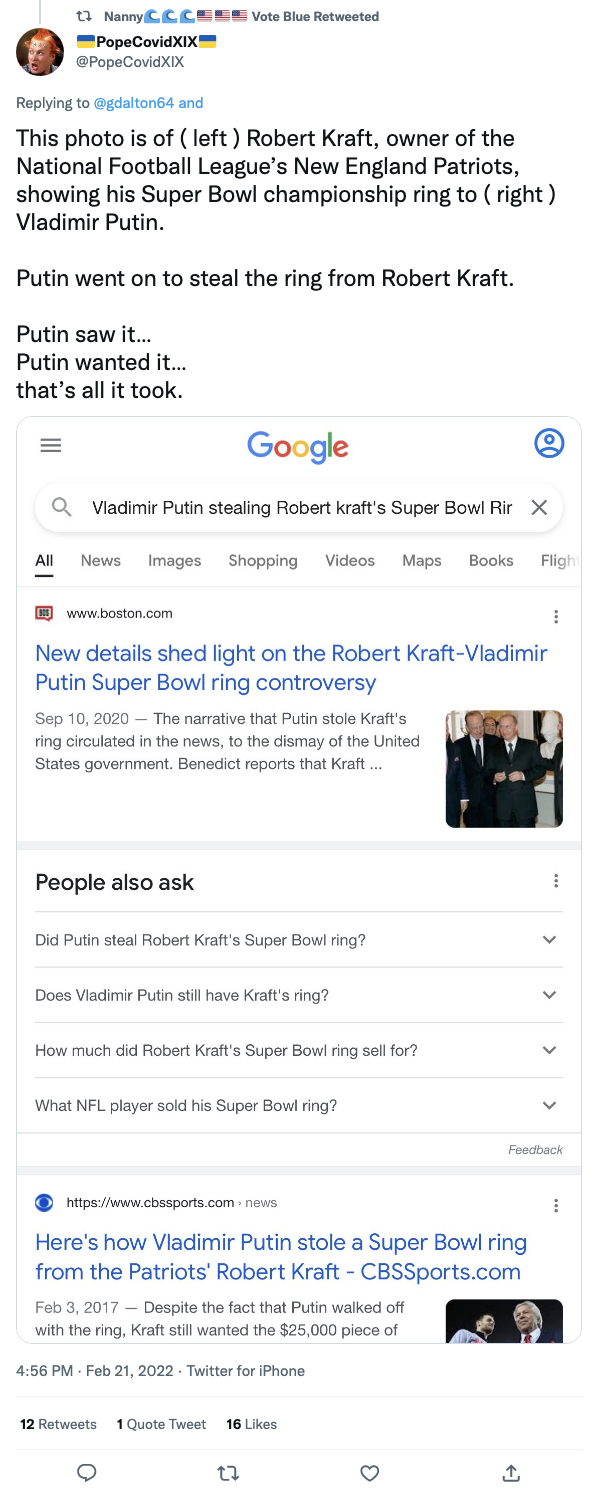 Nanny🌊🌊🌊🇺🇸🇺🇸🇺🇸 Vote Blue Retweeted
🇺🇦PopeCovidXIX🇺🇦
@PopeCovidXIX
Replying to @gdalton64 and
This photo is of ( left ) Robert Kraft, owner of the
National Football League’s New England Patriots,
showing his Super Bowl championship ring to ( right )
Vladimir Putin.
Putin went on to steal the ring from Robert Kraft.
Putin saw it...
Putin wanted it...
that’s all it took.
Google
Vladimir Putin stealing Robert kraft's Super Bowl Rir
All News Images Shopping Videos Maps Books Fligh
BOS www.boston.com
New details shed light on the Robert Kraft-Vladimir
Putin Super Bowl ring controversy
Sep 10, 2020 — The narrative that Putin stole Kraft's
ring circulated in the news, to the dismay of the United
States government. Benedict reports that Kraft ...
People also ask
Did Putin steal Robert Kraft's Super Bowl ring?
Does Vladimir Putin still have Kraft's ring?
How much did Robert Kraft's Super Bowl ring sell for?
What NFL player sold his Super Bowl ring?
Feedback
https://www.cbssports.com › news
Here's how Vladimir Putin stole a Super Bowl ring
from the Patriots' Robert Kraft - CBSSports.com
Feb 3, 2017 — Despite the fact that Putin walked off
with the ring, Kraft still wanted the $25,000 piece of
4:56 PM · Feb 21, 2022 · Twitter for iPhone
12 Retweets 1 Quote Tweet 16 Likes